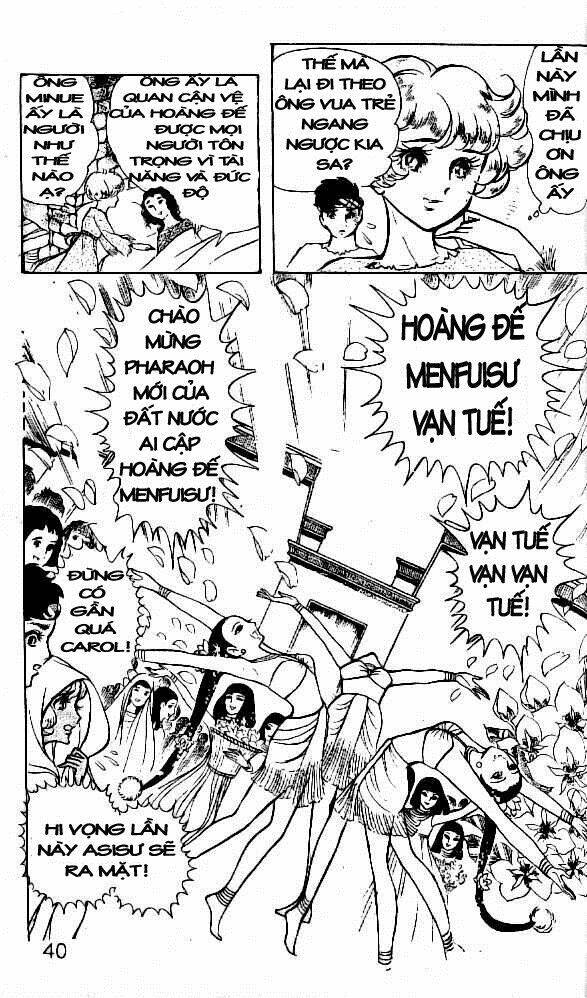 ÔNG
MINUE
ẤY LÀ
NGƯỜI
NHƯ
THẾ
NÀO
Ạ?
ÔNG ẤY LÀ
QUAN CẬN VỆ
CỦA HOÀNG ĐẾ
ĐƯỢC MỌI
NGƯỜI TÔN
TRỌNG VÌ TÀI
NĂNG VÀ ĐỨC
ĐỘ
THẾ MÀ
LẠI ĐI THEO
ÔNG VUA TRẺ
NGANG
NGƯỢC KIA
SA?
LẦN
NÀY
MÌNH
ĐÃ
CHỊU
ƠN
ÔNG
ẤY
CHÀO
MỪNG
PHARAOH
MỚI CỦA
ĐẤT NƯỚC
AI CẬP
HOÀNG ĐẾ
MENFUISƯ!
HOÀNG ĐẾ
MENFUISƯ
VẠN TUẾ!
VẠN TUẾ
VẠN VẠN
TUẾ!
ĐỪNG
CÓ
GẦN
QUÁ
CAROL!
HI VỌNG LẦN
NÀY ASISƯ SẼ
RA MẶT!
40